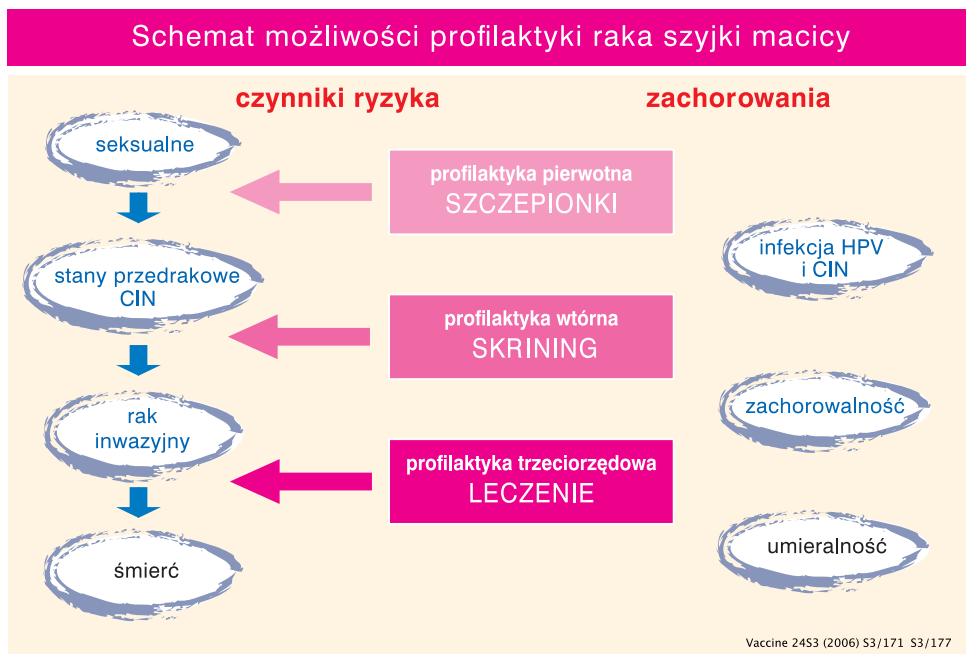 Schemat możliwości profilaktyki raka szyjki macicy
czynniki ryzyka
zachorowania
seksualne
profilaktyka pierwotna
SZCZEPIONKI
infekcja HPV
i CIN
stany przedrakowe
CIN
profilaktyka wtórna
SKRINING
zachorowalność
rak
inwazyjny
profilaktyka trzeciorzędowa
LECZENIE
umieralność
śmierć
Vaccine 24S3 (2006) S3/171 S3/177